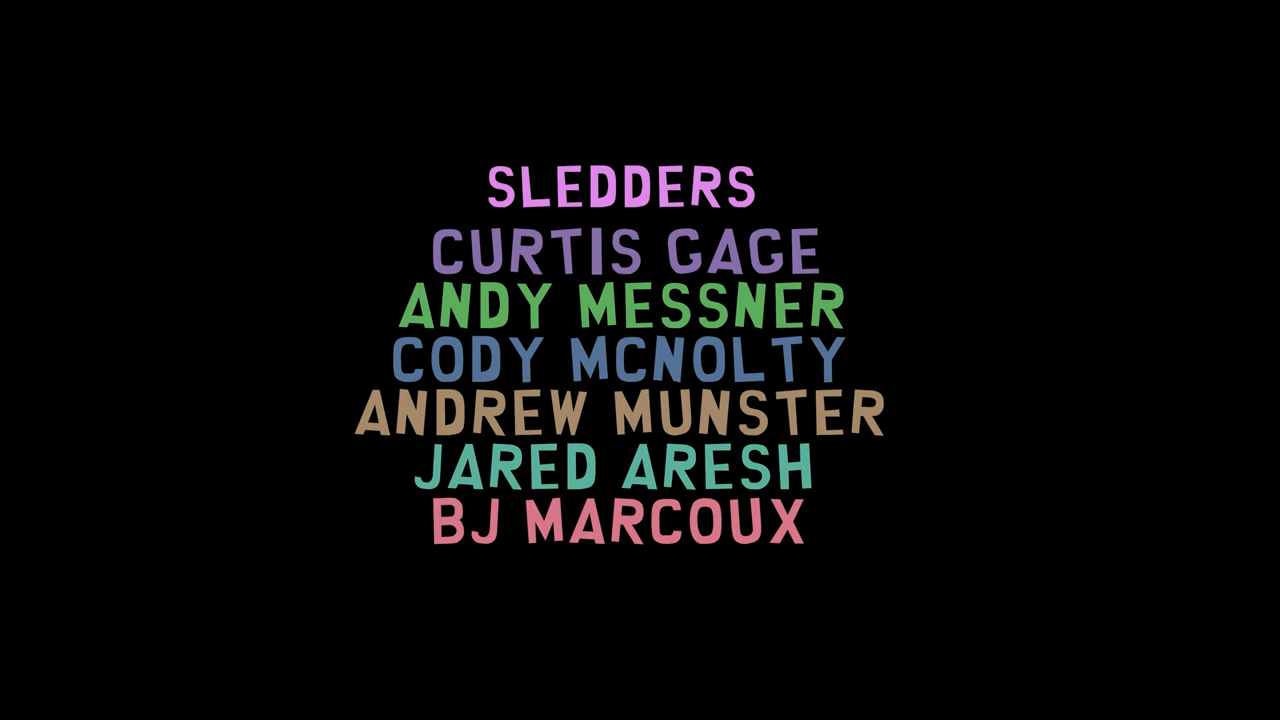 SLEDDERS
CURTIS GAGE
ANDY MESSNER
CODY MCNOLTY
ANDREW MUNSTER
JARED ARESH
BJ MARCOUX